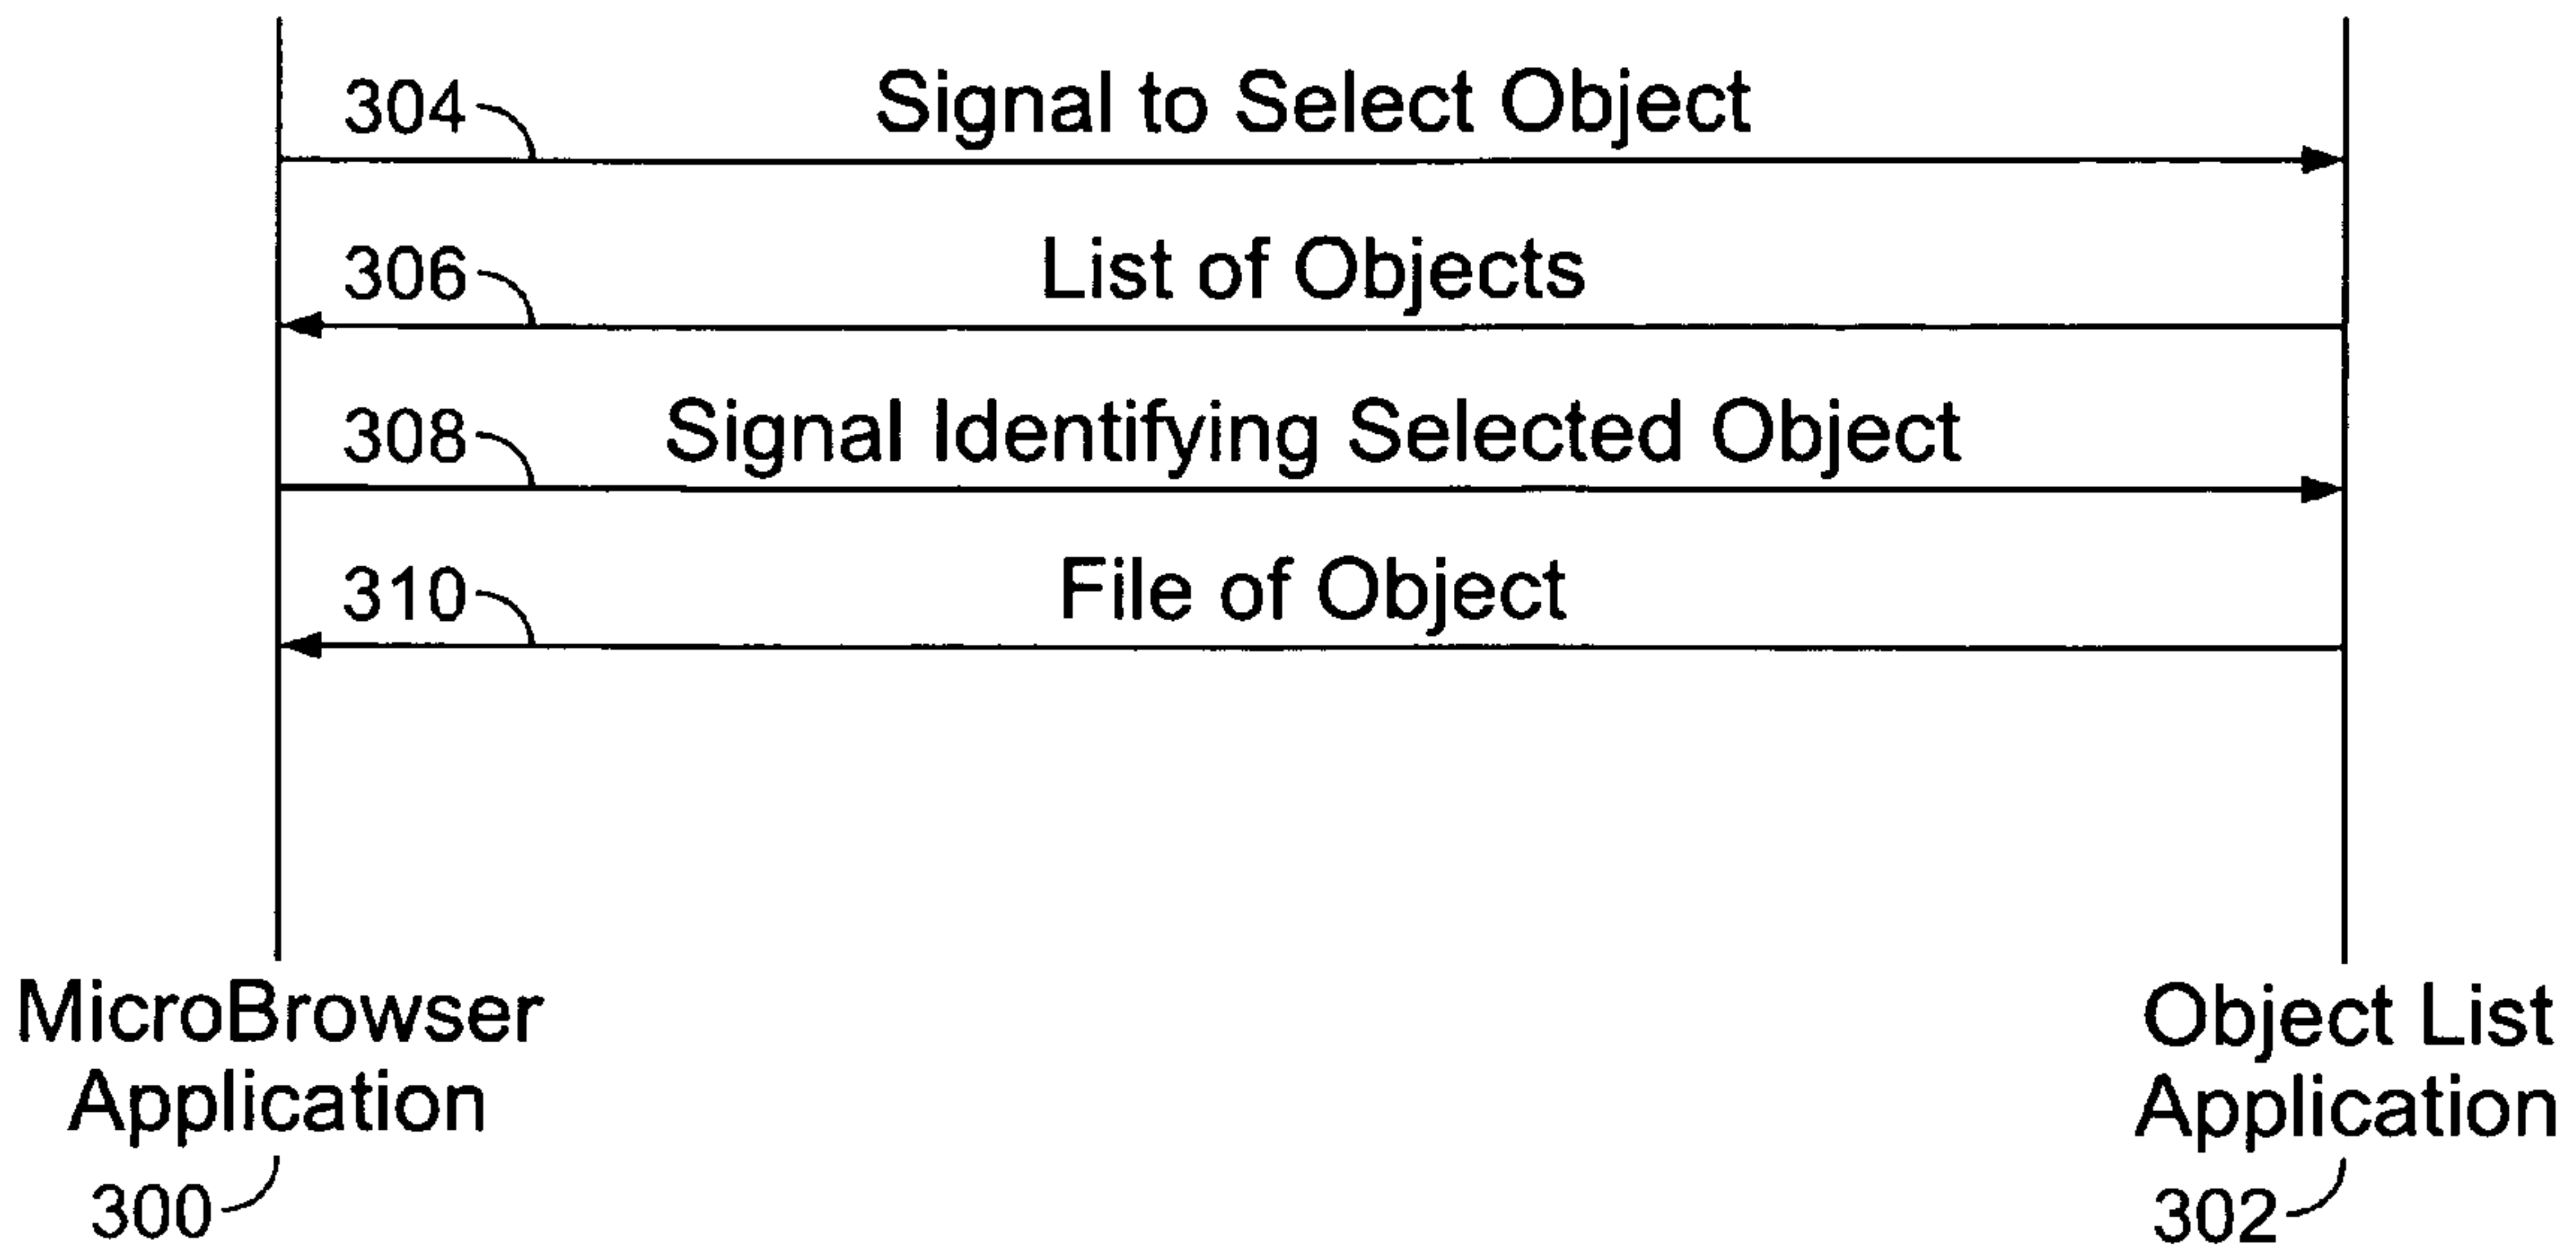 304 Signal to Select Object
306 List of Objects
308 Signal Identifying Selected Object
310 File of Object
MicroBrowser
Application
300
Object List
Application
302